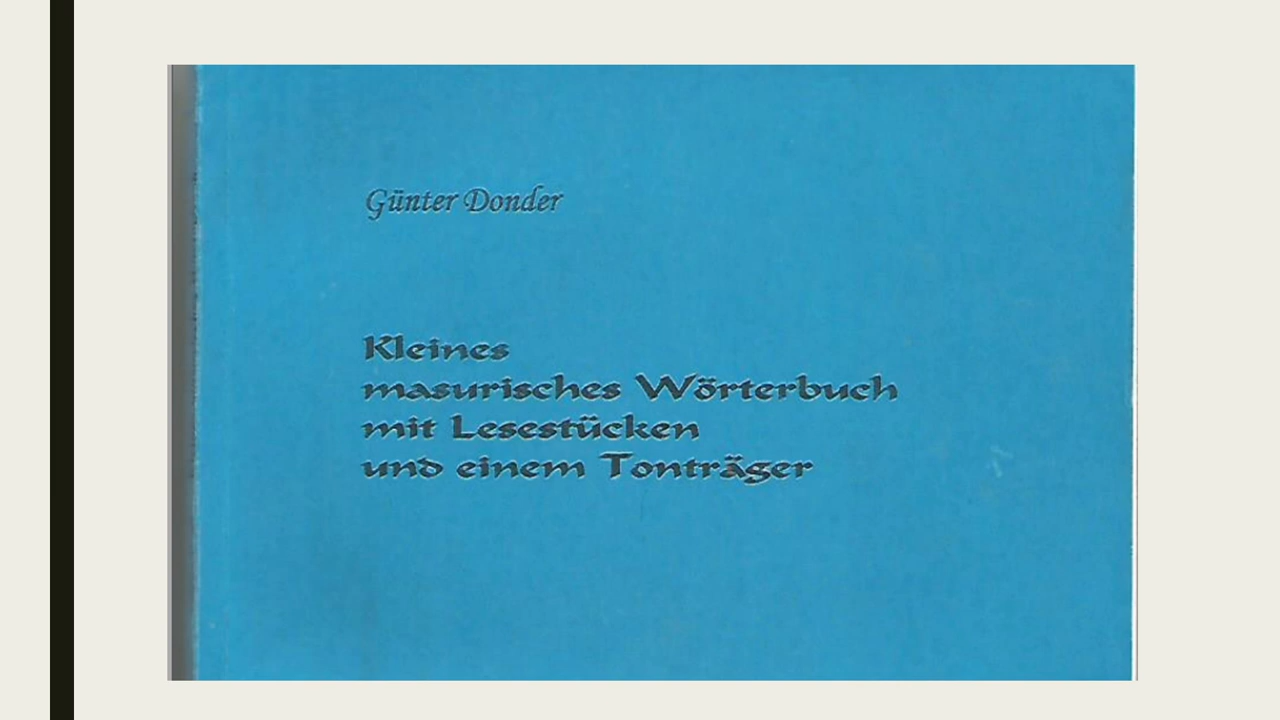 Günter Donder
Kleines
masurisches Wörterbuch
mit Lesestücken
und einem Tonträger